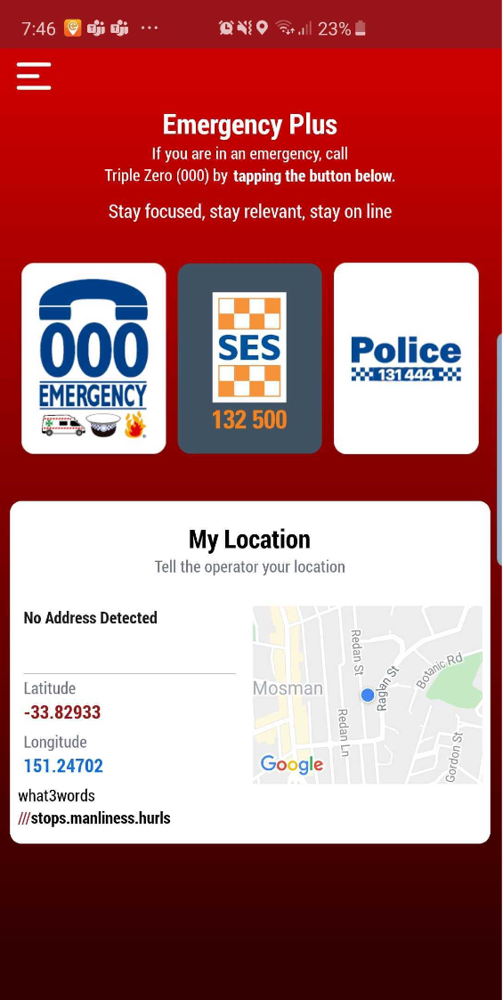 7:46
23%
Emergency Plus
If you are in an emergency, call
Triple Zero (000) by tapping the button below.
Stay focused, stay relevant, stay on line
000
EMERGENCY
SES
132 500
Police
131 444
My Location
Tell the operator your location
No Address Detected
Latitude
-33.82933
Longitude
151.24702
what3words
///stops.manliness.hurls
Redan St
Raglan St
Botanic Rd
Mosman
Redan Ln
Gordon St
Google